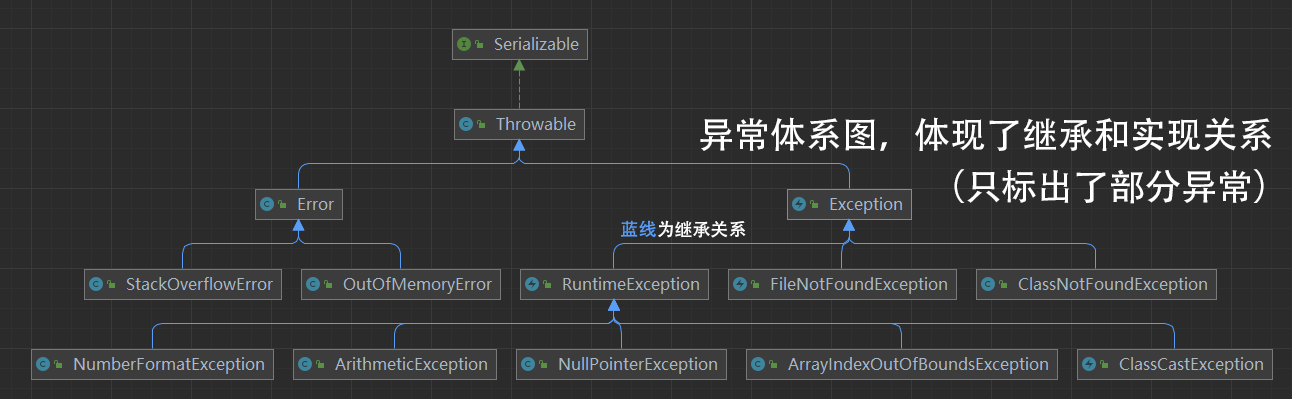 Serializable
Throwable
异常体系图，体现了继承和实现关系
（只标出了部分异常）
Error
Exception
蓝线为继承关系
StackOverflowError
OutOfMemoryError
RuntimeException
FileNotFoundException
ClassNotFoundException
NumberFormatException
ArithmeticException
NullPointerException
ArrayIndexOutOfBoundsException
ClassCastException